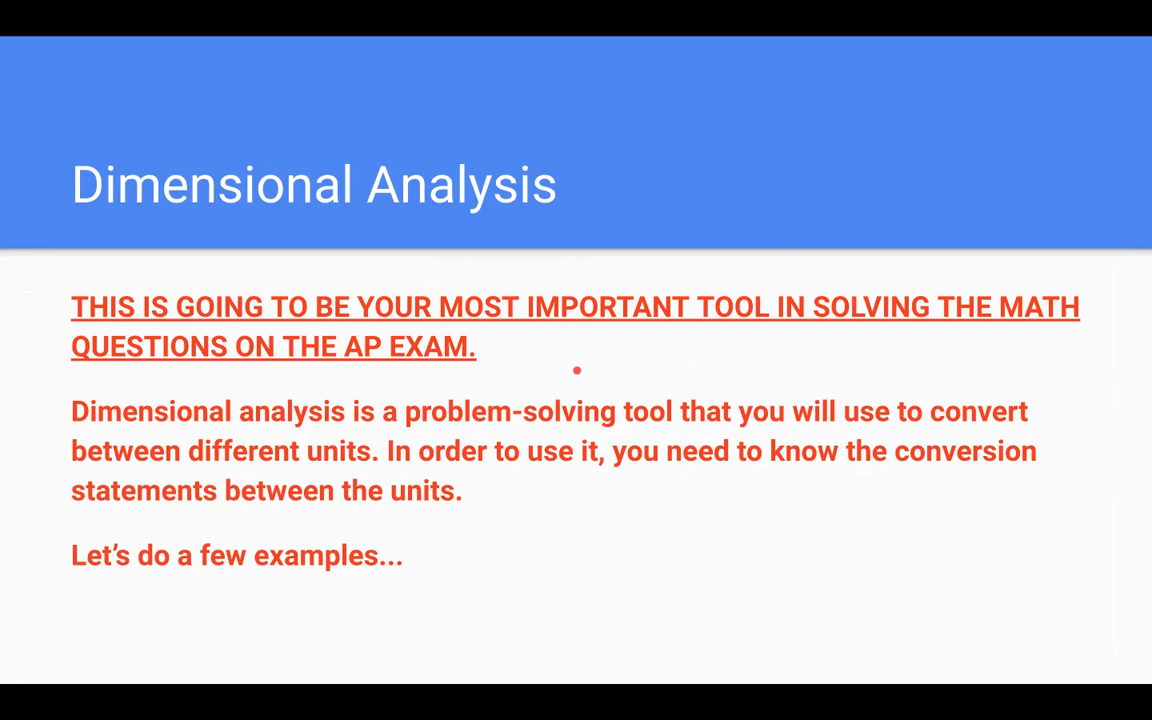 Dimensional Analysis
THIS IS GOING TO BE YOUR MOST IMPORTANT TOOL IN SOLVING THE MATH
QUESTIONS ON THE AP EXAM.
Dimensional analysis is a problem-solving tool that you will use to convert
between different units. In order to use it, you need to know the conversion
statements between the units.
Let’s do a few examples...